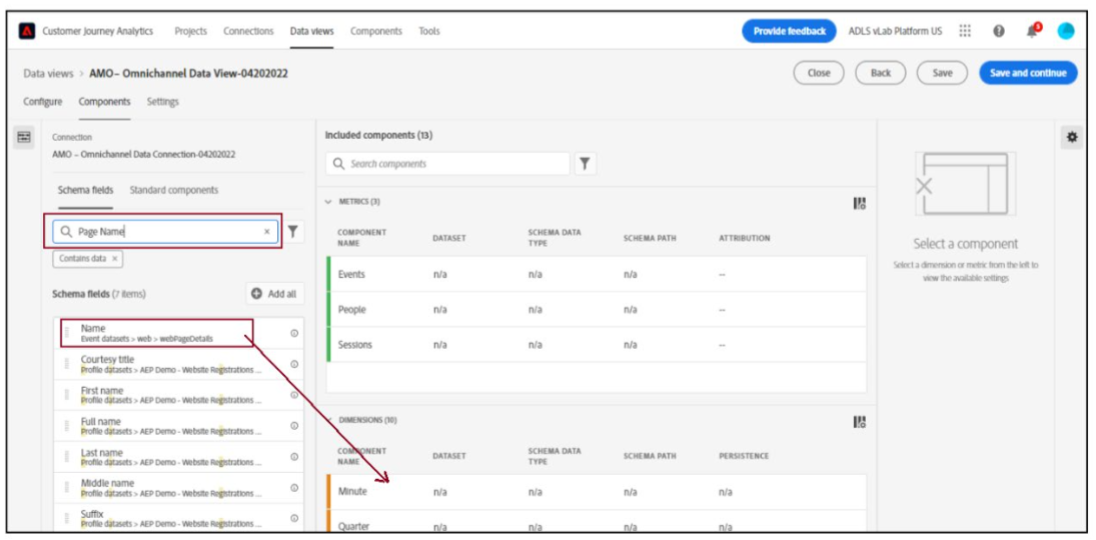 Customer Journey Analytics Projects Connections Data views Components Tools Provide feedback ADLS vLab Platform US
Data views > AMO– Omnichannel Data View-04202022 Close Back Save Save and continue
Configure Components Settings
Connection
AMO – Omnichannel Data Connection-04202022
Schema fields Standard components
Page Name ×
Contains data ×
Schema fields (7 items) Add all
Name
Event datasets > web > webPageDetails
Courtesy title
Profile datasets > AEP Demo - Website Registrations ...
First name
Profile datasets > AEP Demo - Website Registrations ...
Full name
Profile datasets > AEP Demo - Website Registrations ...
Last name
Profile datasets > AEP Demo - Website Registrations ...
Middle name
Profile datasets > AEP Demo - Website Registrations ...
Suffix
Profile datasets > AEP Demo - Website Registrations ...
Included components (13)
Search components
METRICS (3)
COMPONENT NAME DATASET SCHEMA DATA TYPE SCHEMA PATH ATTRIBUTION
Events n/a n/a n/a --
People n/a n/a n/a --
Sessions n/a n/a n/a --
DIMENSIONS (10)
COMPONENT NAME DATASET SCHEMA DATA TYPE SCHEMA PATH PERSISTENCE
Minute n/a n/a n/a n/a
Quarter n/a n/a n/a n/a
Select a component
Select a dimension or metric from the left to
view the available settings